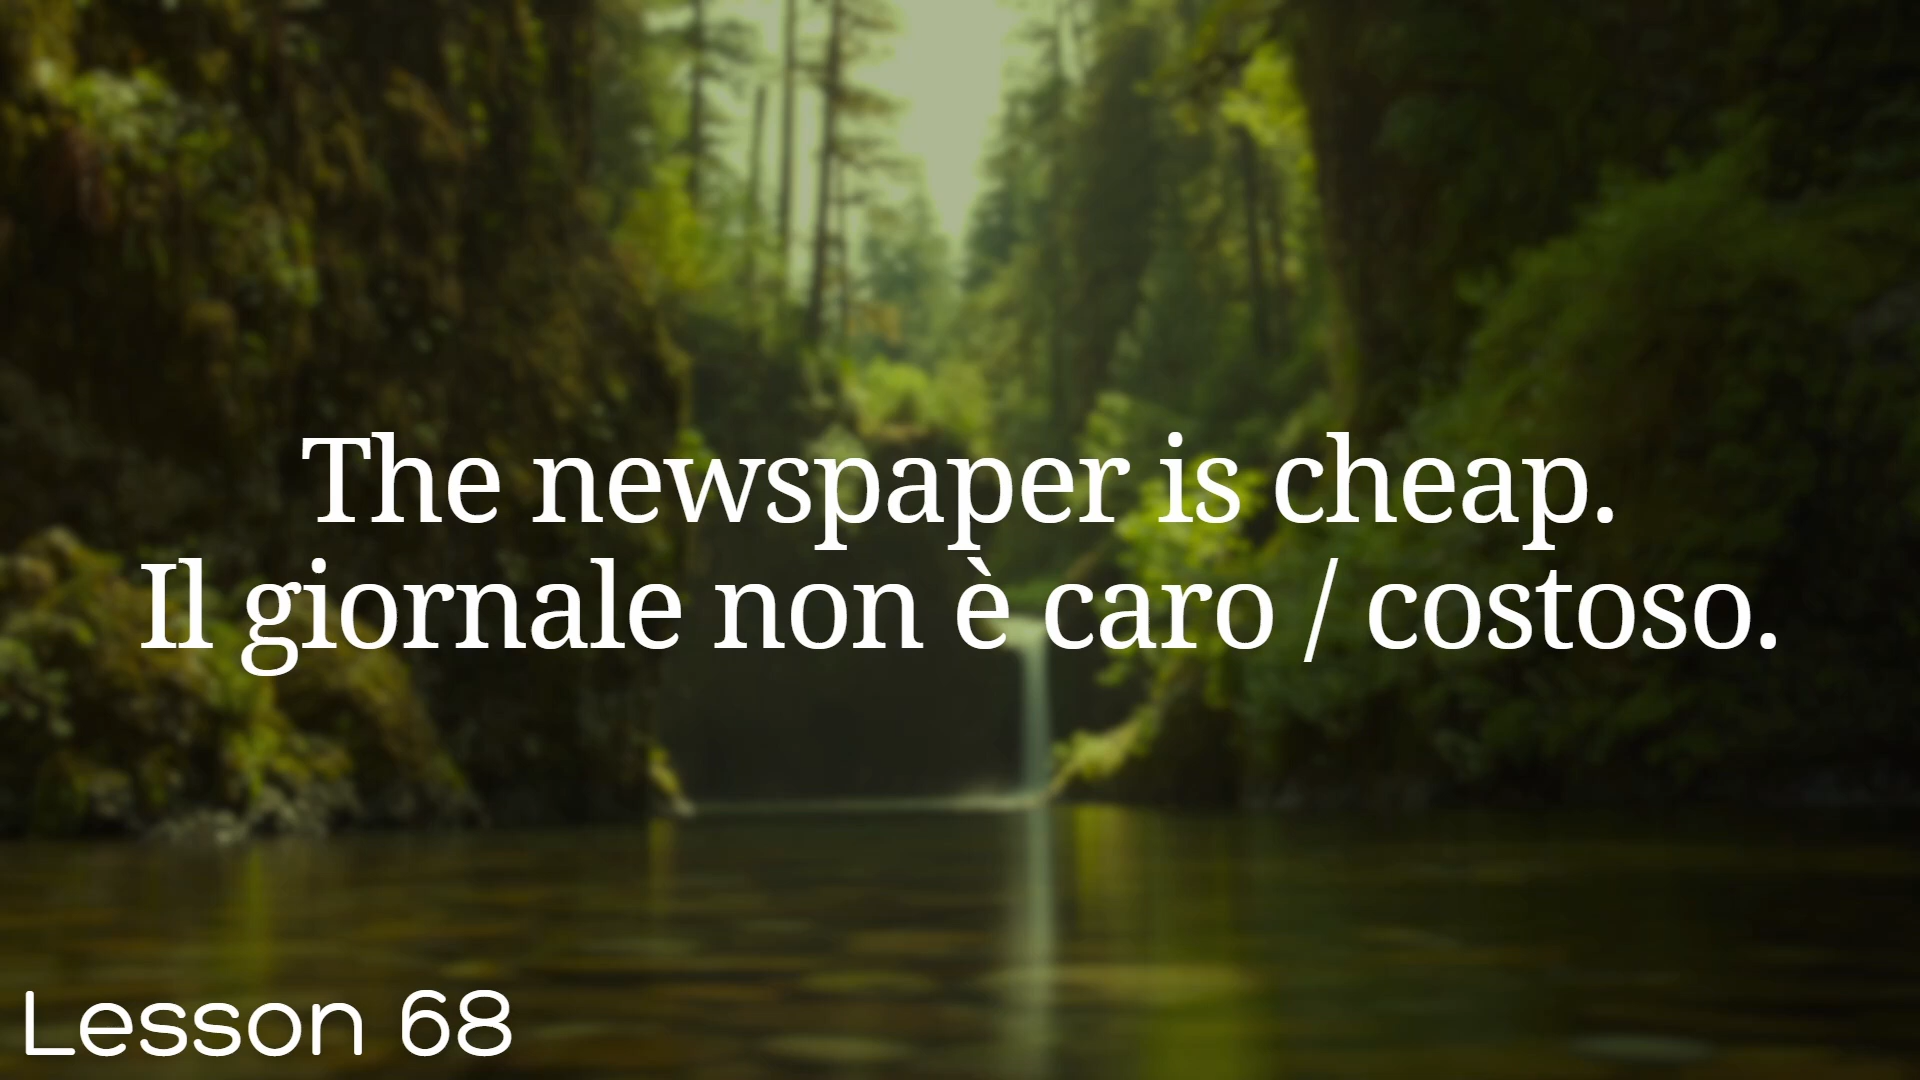 The newspaper is cheap.
Il giornale non è caro / costoso.
Lesson 68